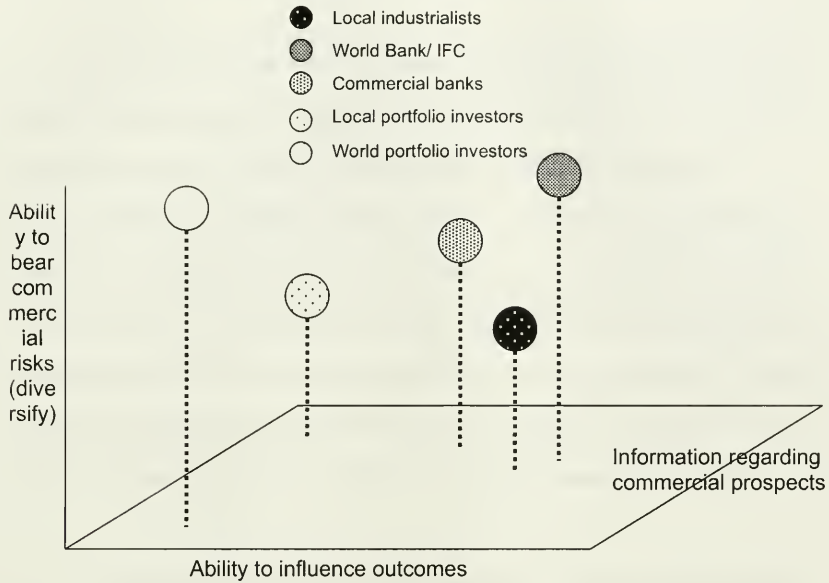 Local industrialists
World Bank/ IFC
Commercial banks
Local portfolio investors
World portfolio investors
Abilit
y to
bear
com
merc
ial
risks
(dive
rsify)
Information regarding
commercial prospects
Ability to influence outcomes